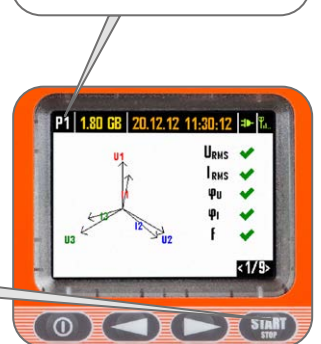 P1 1.80 GB 20.12.12 11:30:12
U1
URMS ✔
IRMS ✔
I1
φU ✔
I3
φI ✔
I2
U3
U2
f ✔
<1/9>
START
STOP